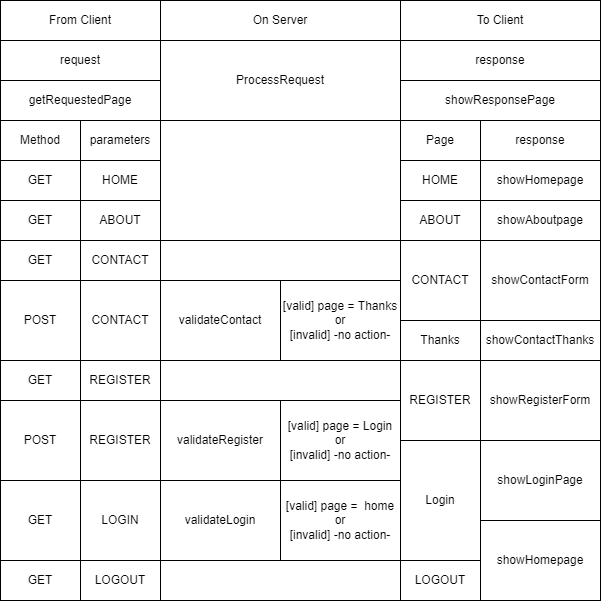 From Client
On Server
To Client
request
ProcessRequest
response
getRequestedPage
showResponsePage
Method
parameters
Page
response
GET
HOME
HOME
showHomepage
GET
ABOUT
ABOUT
showAboutpage
GET
CONTACT
CONTACT
showContactForm
POST
CONTACT
validateContact
[valid] page = Thanks
or
[invalid] -no action-
Thanks
showContactThanks
GET
REGISTER
REGISTER
showRegisterForm
POST
REGISTER
validateRegister
[valid] page = Login
or
[invalid] -no action-
Login
showLoginPage
GET
LOGIN
validateLogin
[valid] page = home
or
[invalid] -no action-
showHomepage
GET
LOGOUT
LOGOUT